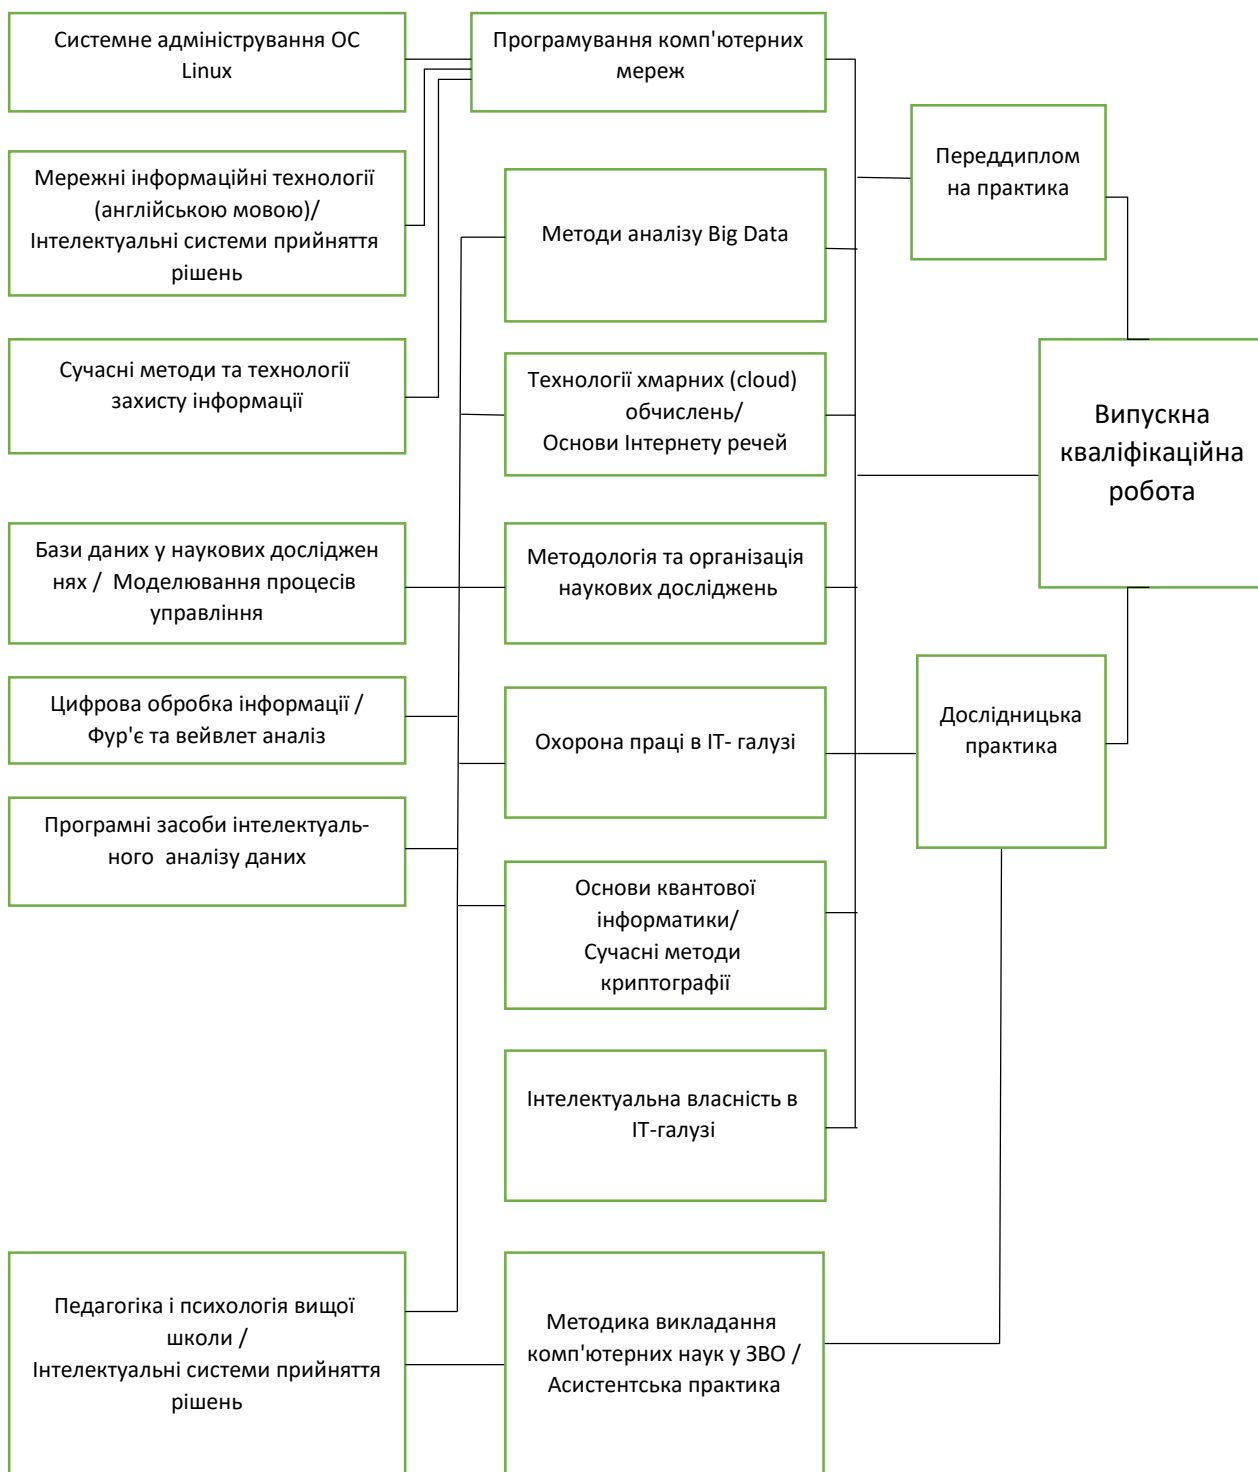 Системне адміністрування ОС
Linux
Програмування комп'ютерних
мереж
Мережні інформаційні технології
(англійською мовою)/
Інтелектуальні системи прийняття
рішень
Переддиплом
на практика
Методи аналізу Big Data
Сучасні методи та технології
захисту інформації
Технології хмарних (cloud)
обчислень/
Основи Інтернету речей
Випускна
кваліфікаційна
робота
Бази даних у наукових досліджен
нях / Моделювання процесів
управління
Методологія та організація
наукових досліджень
Цифрова обробка інформації /
Фур'є та вейвлет аналіз
Охорона праці в ІТ- галузі
Дослідницька
практика
Програмні засоби інтелектуаль-
ного аналізу даних
Основи квантової
інформатики/
Сучасні методи
криптографії
Інтелектуальна власність в
ІТ-галузі
Педагогіка і психологія вищої
школи /
Інтелектуальні системи прийняття
рішень
Методика викладання
комп'ютерних наук у ЗВО /
Асистентська практика